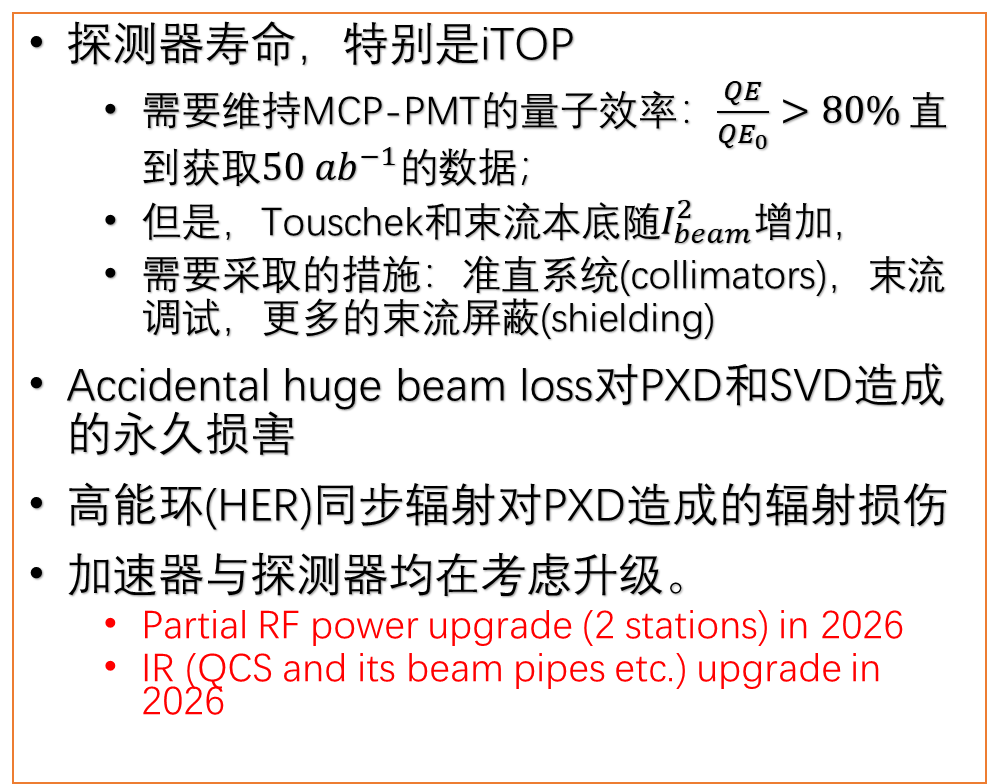 • 探测器寿命，特别是iTOP
• 需要维持MCP-PMT的量子效率：$\frac{QE}{QE_0} > 80\%$ 直
到获取$50\ ab^{-1}$的数据；
• 但是，Touschek和束流本底随$I_{beam}^{2}$增加,
• 需要采取的措施：准直系统(collimators)，束流
调试，更多的束流屏蔽(shielding)
• Accidental huge beam loss对PXD和SVD造成
的永久损害
• 高能环(HER)同步辐射对PXD造成的辐射损伤
• 加速器与探测器均在考虑升级。
• Partial RF power upgrade (2 stations) in 2026
• IR (QCS and its beam pipes etc.) upgrade in
2026